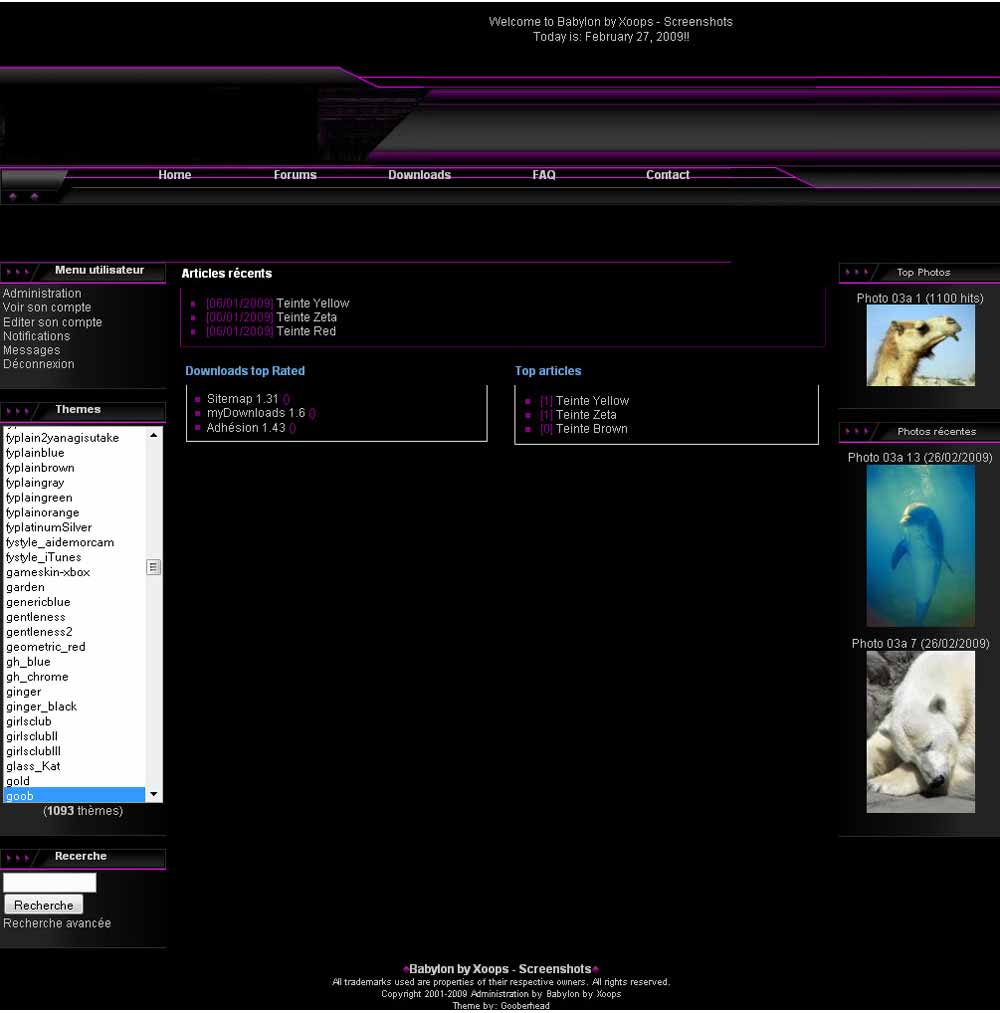 Welcome to Babylon by Xoops - Screenshots
Today is: February 27, 2009!!
Home Forums Downloads FAQ Contact
Menu utilisateur
Administration
Voir son compte
Editer son compte
Notifications
Messages
Déconnexion
Themes
fyplain2yanagisutake
fyplainblue
fyplainbrown
fyplaingray
fyplaingreen
fyplainorange
fyplatinumSilver
fystyle_aidemorcam
fystyle_iTunes
gameskin-xbox
garden
genericblue
gentleness
gentleness2
geometric_red
gh_blue
gh_chrome
ginger
ginger_black
girlsclub
girlsclubII
girlsclubIII
glass_Kat
gold
goob
(1093 thèmes)
Recerche
Recherche
Recherche avancée
Articles récents
[06/01/2009] Teinte Yellow
[06/01/2009] Teinte Zeta
[06/01/2009] Teinte Red
Downloads top Rated
Sitemap 1.31 ()
myDownloads 1.6 ()
Adhésion 1.43 ()
Top articles
[1] Teinte Yellow
[1] Teinte Zeta
[0] Teinte Brown
Top Photos
Photo 03a 1 (1100 hits)
Photos récentes
Photo 03a 13 (26/02/2009)
Photo 03a 7 (26/02/2009)
Babylon by Xoops - Screenshots
All trademarks used are properties of their respective owners. All rights reserved.
Copyright 2001-2009 Administration by Babylon by Xoops
Theme by: Gooberhead